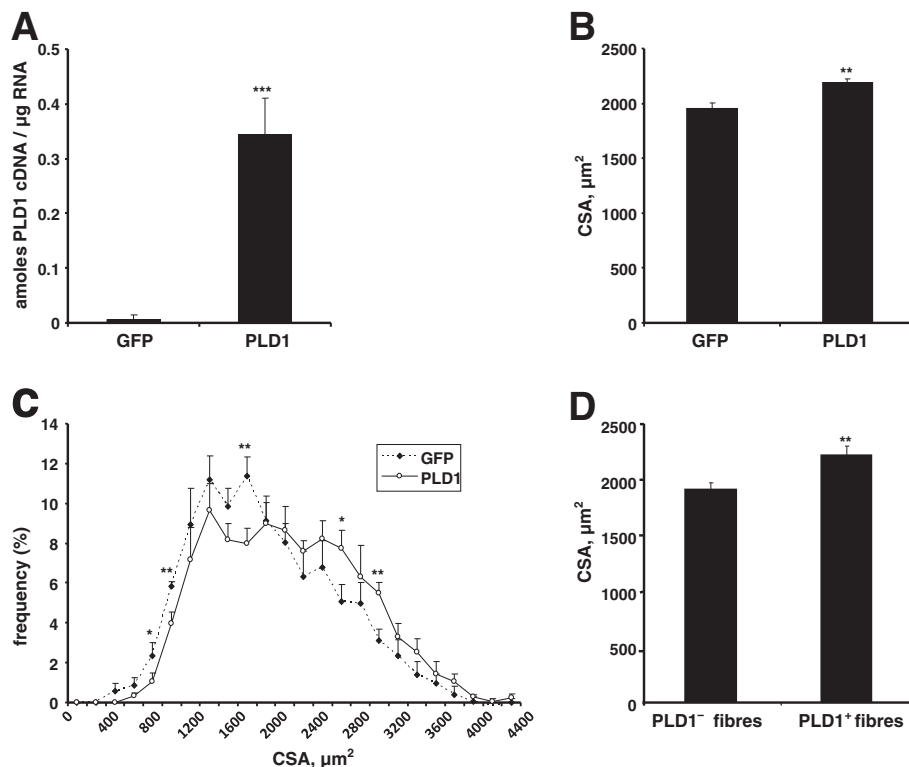 A
amoles PLD1 cDNA / µg RNA
0.5
0.4
0.3
0.2
0.1
0
***
GFP
PLD1
B
CSA, µm²
2500
2000
1500
1000
500
0
**
GFP
PLD1
C
frequency (%)
14
12
10
8
6
4
2
0
*
**
**
*
**
GFP
PLD1
0
400
800
1200
1600
2000
2400
2800
3200
3600
4000
4400
CSA, µm²
D
CSA, µm²
2500
2000
1500
1000
500
0
**
PLD1⁻ fibres
PLD1⁺ fibres